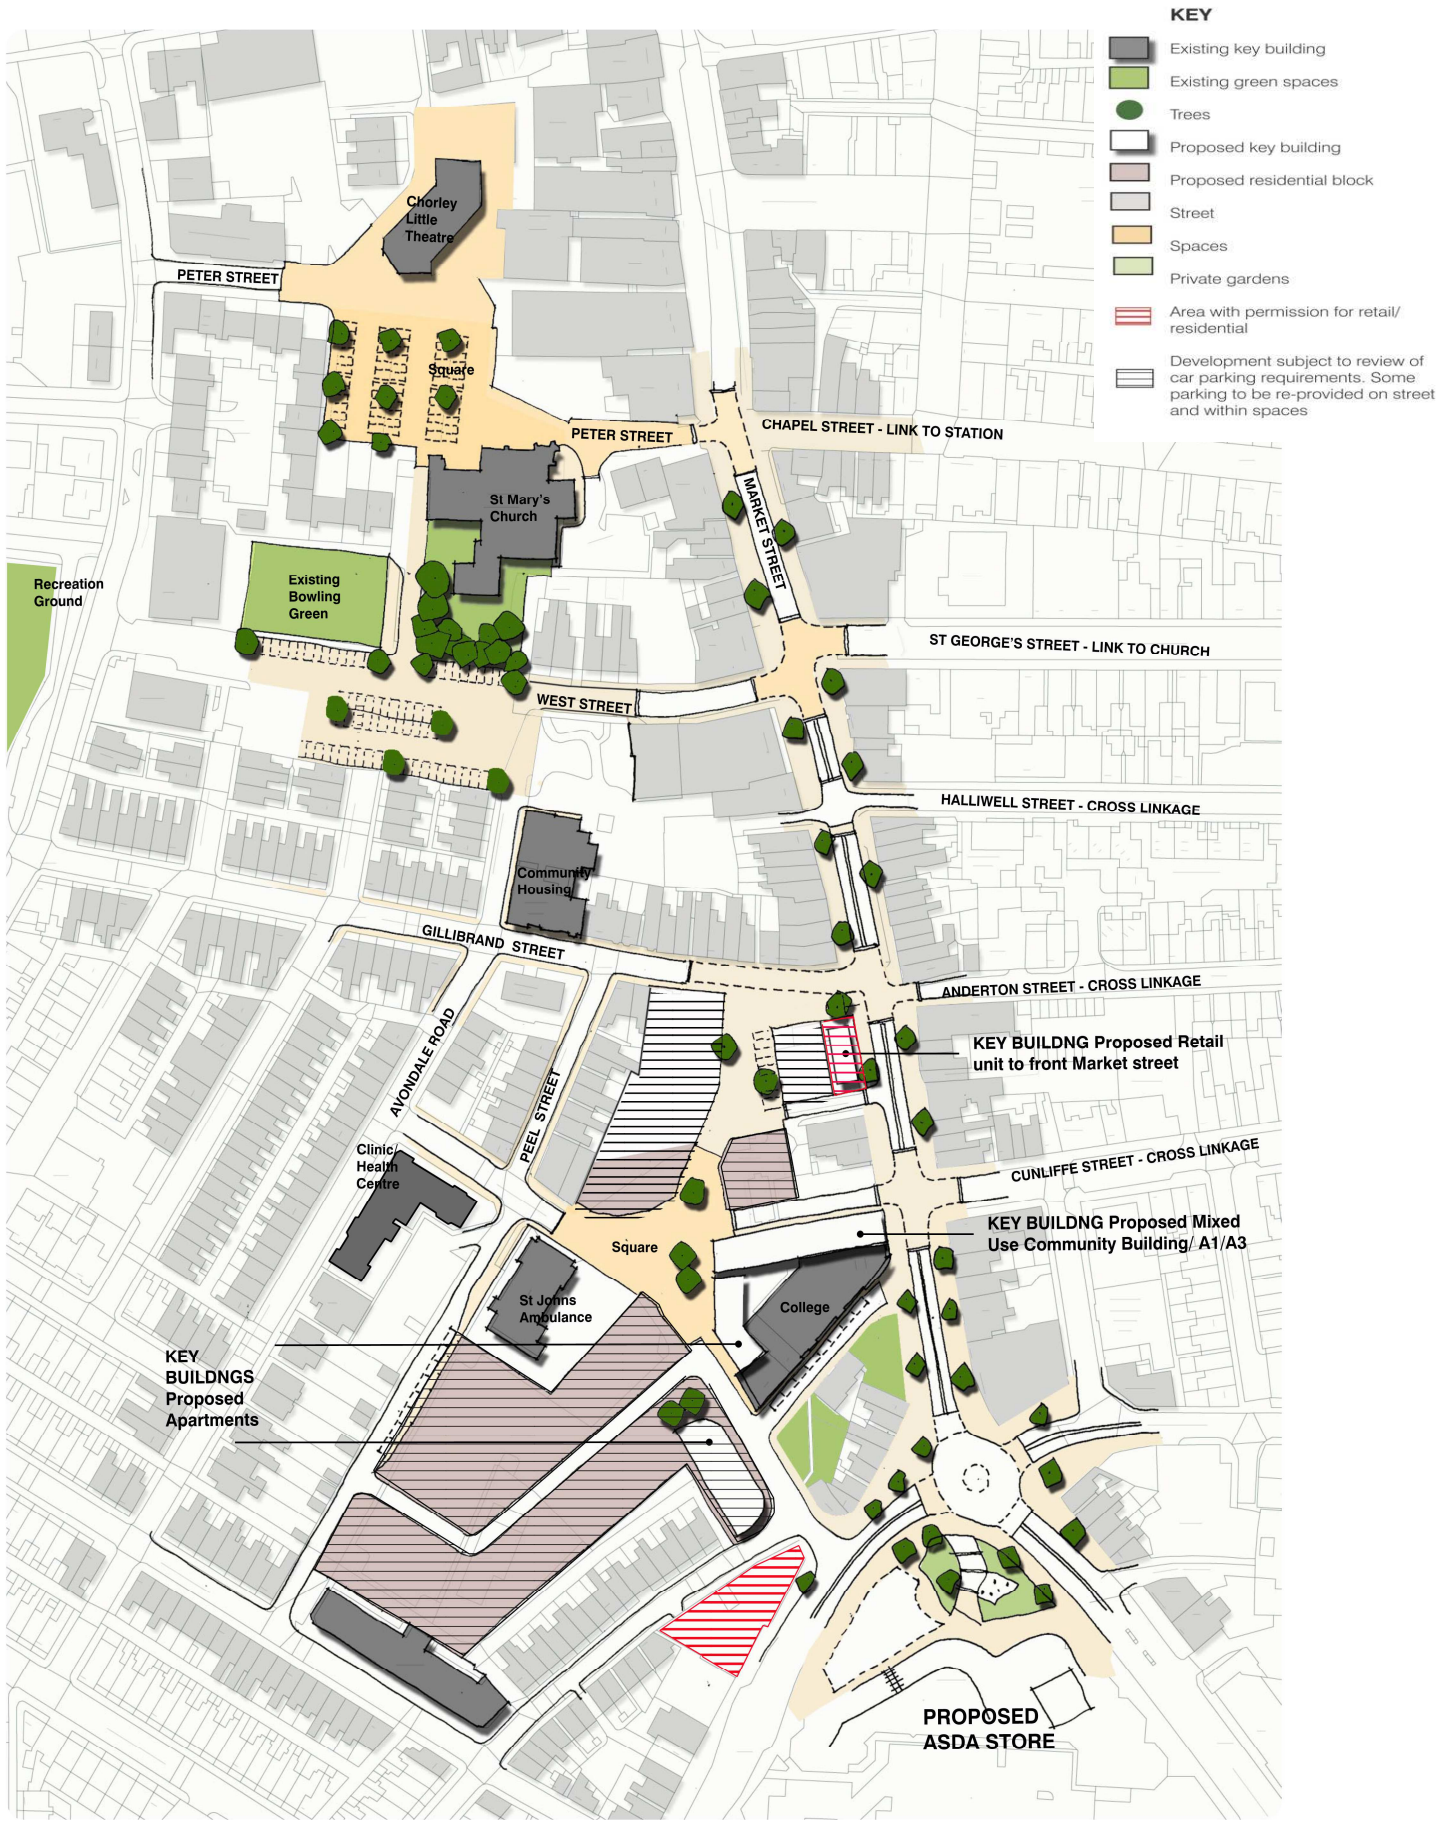 KEY
Existing key building
Existing green spaces
Trees
Proposed key building
Proposed residential block
Street
Spaces
Private gardens
Area with permission for retail/
residential
Development subject to review of
car parking requirements. Some
parking to be re-provided on street
and within spaces
Chorley
Little
Theatre
PETER STREET
Square
PETER STREET
CHAPEL STREET - LINK TO STATION
MARKET STREET
St Mary's
Church
Recreation
Ground
Existing
Bowling
Green
ST GEORGE'S STREET - LINK TO CHURCH
WEST STREET
HALLIWELL STREET - CROSS LINKAGE
Community
Housing
GILLIBRAND STREET
ANDERTON STREET - CROSS LINKAGE
AVONDALE ROAD
PEEL STREET
KEY BUILDNG Proposed Retail
unit to front Market street
Clinic/
Health
Centre
CUNLIFFE STREET - CROSS LINKAGE
KEY BUILDNG Proposed Mixed
Use Community Building/ A1/A3
Square
St Johns
Ambulance
College
KEY
BUILDNGS
Proposed
Apartments
PROPOSED
ASDA STORE